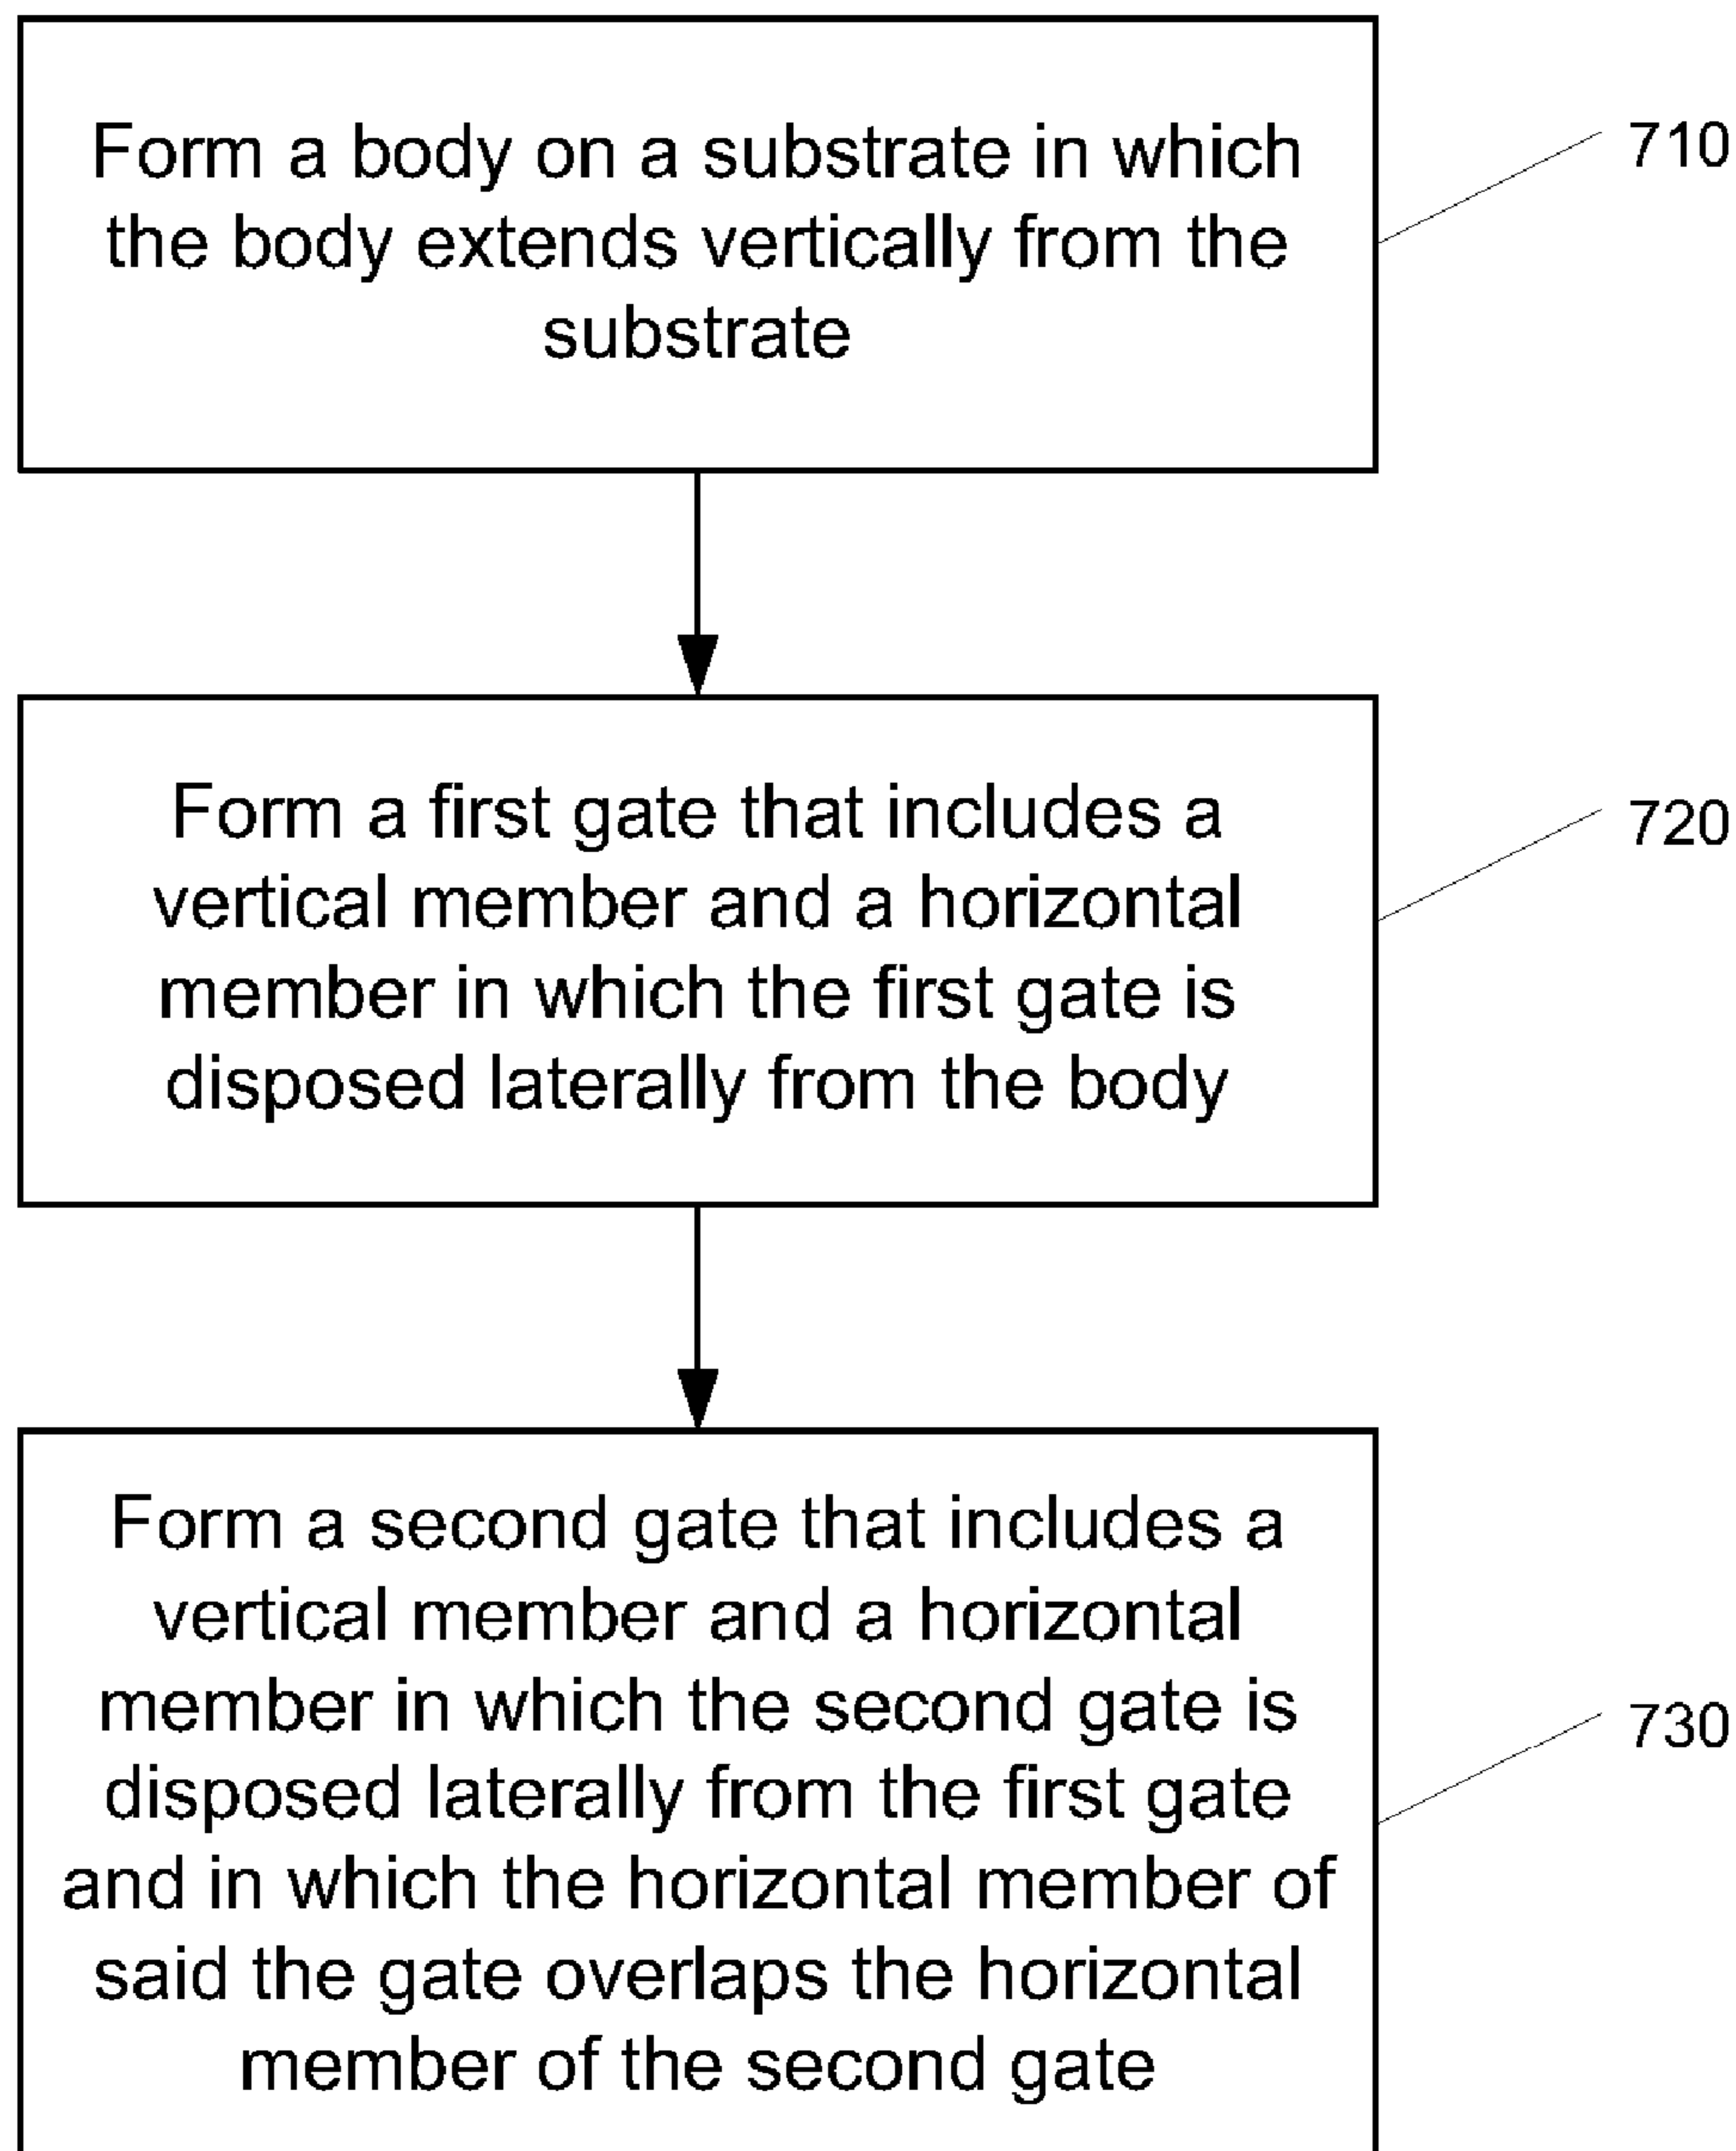 Form a body on a substrate in which
the body extends vertically from the
substrate
710
Form a first gate that includes a
vertical member and a horizontal
member in which the first gate is
disposed laterally from the body
720
Form a second gate that includes a
vertical member and a horizontal
member in which the second gate is
disposed laterally from the first gate
and in which the horizontal member of
said the gate overlaps the horizontal
member of the second gate
730